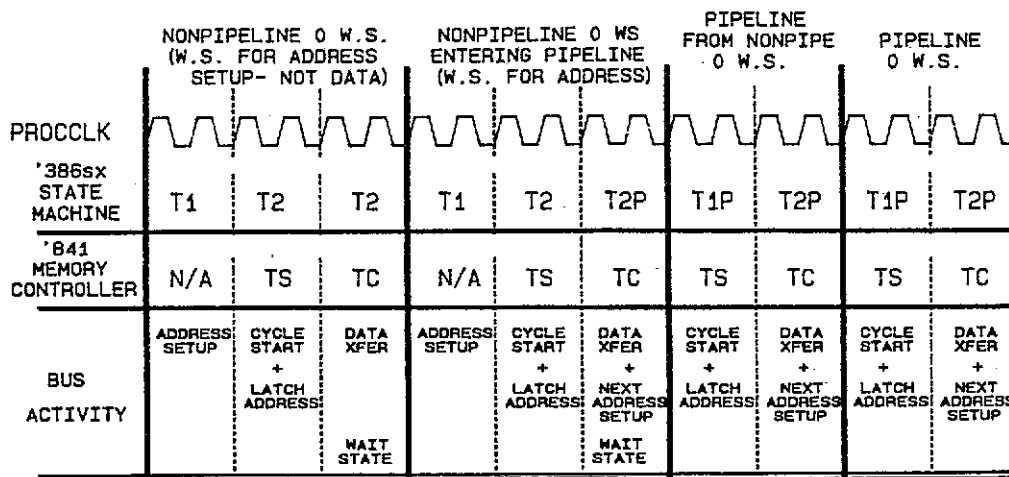 NONPIPELINE 0 W.S.
(W.S. FOR ADDRESS
SETUP- NOT DATA)
NONPIPELINE 0 WS
ENTERING PIPELINE
(W.S. FOR ADDRESS)
PIPELINE
FROM NONPIPE
0 W.S.
PIPELINE
0 W.S.
PROCCLK
'386sx
STATE
MACHINE
T1 T2 T2 T1 T2 T2P T1P T2P T1P T2P
'841
MEMORY
CONTROLLER
N/A TS TC N/A TS TC TS TC TS TC
BUS
ACTIVITY
ADDRESS
SETUP
CYCLE
START
+
LATCH
ADDRESS
DATA
XFER
WAIT
STATE
ADDRESS
SETUP
CYCLE
START
+
LATCH
ADDRESS
DATA
XFER
+
NEXT
ADDRESS
SETUP
WAIT
STATE
CYCLE
START
+
LATCH
ADDRESS
DATA
XFER
+
NEXT
ADDRESS
SETUP
CYCLE
START
+
LATCH
ADDRESS
DATA
XFER
+
NEXT
ADDRESS
SETUP